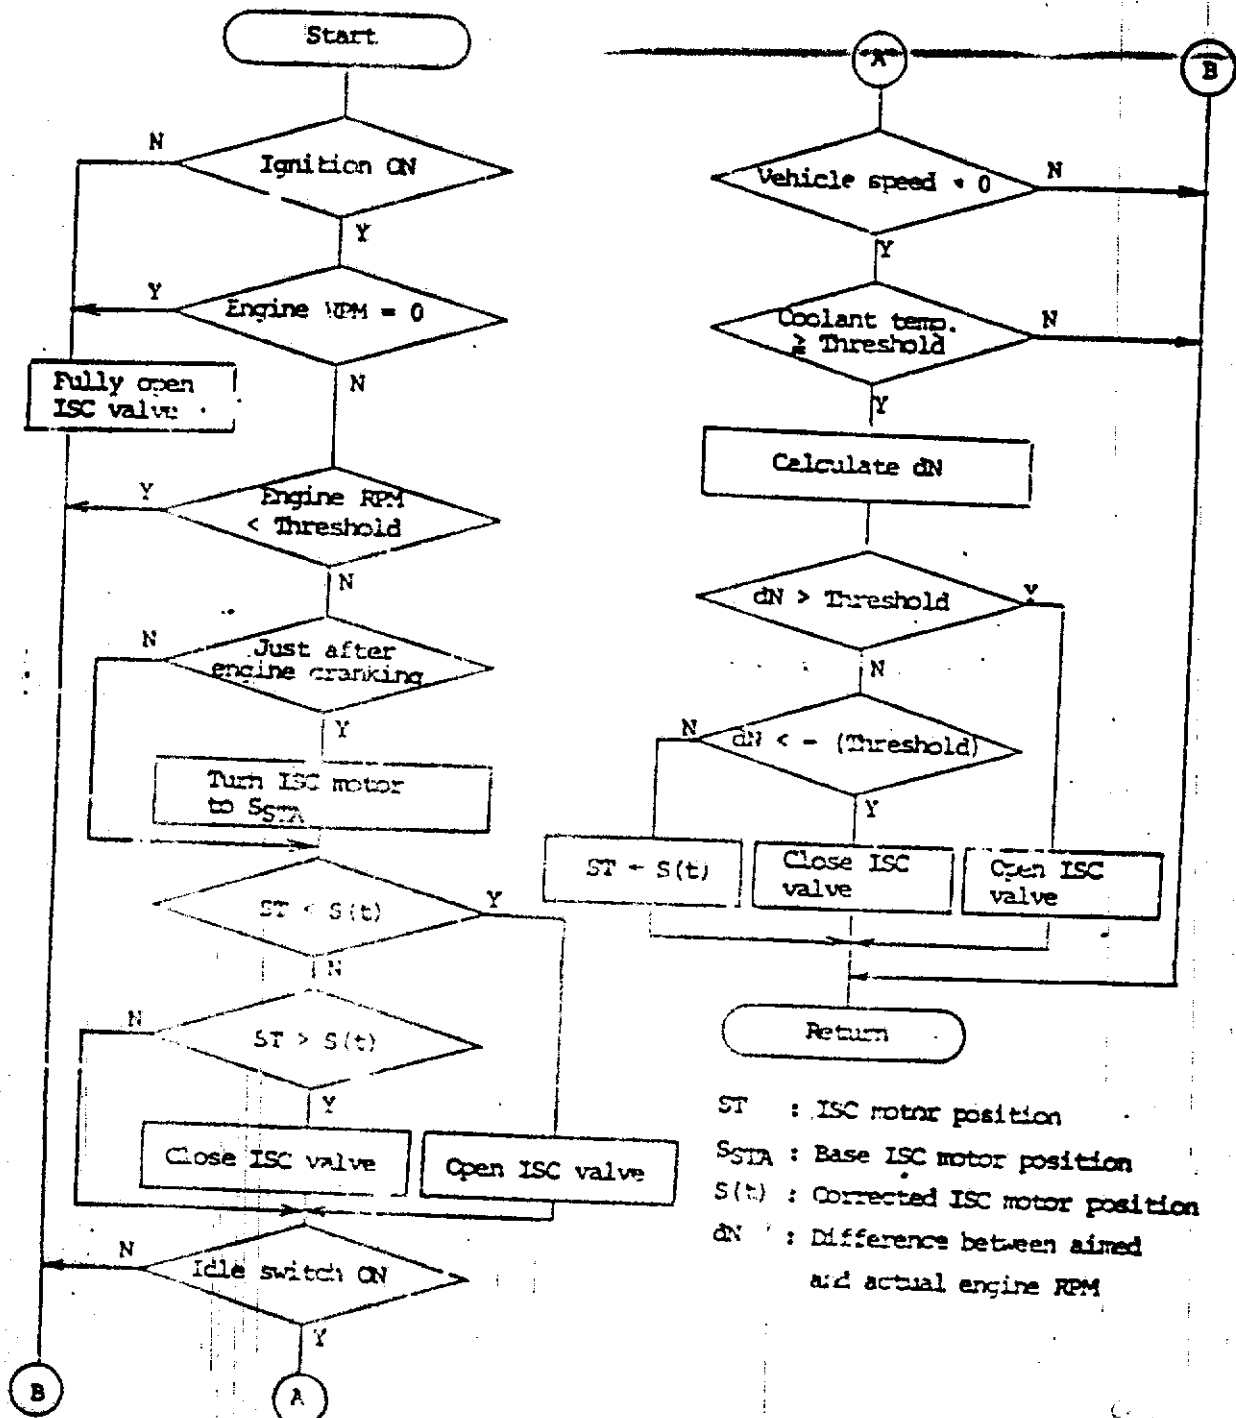 Start
N
Ignition ON
Y
Y
Engine RPM = 0
N
Fully open
ISC valve
Y
Engine RPM
< Threshold
N
N
Just after
engine cranking
Y
Turn ISC motor
to SSTA
ST < S(t)
Y
N
N
ST > S(t)
Y
Close ISC valve
Open ISC valve
N
Idle switch ON
Y
B
A
A
B
Vehicle speed = 0
N
Y
Coolant temp.
≧ Threshold
N
Y
Calculate dN
dN > Threshold
Y
N
N
dN < - (Threshold)
Y
ST ← S(t)
Close ISC
valve
Open ISC
valve
Return
ST : ISC motor position
SSTA : Base ISC motor position
S(t) : Corrected ISC motor position
dN : Difference between aimed
and actual engine RPM